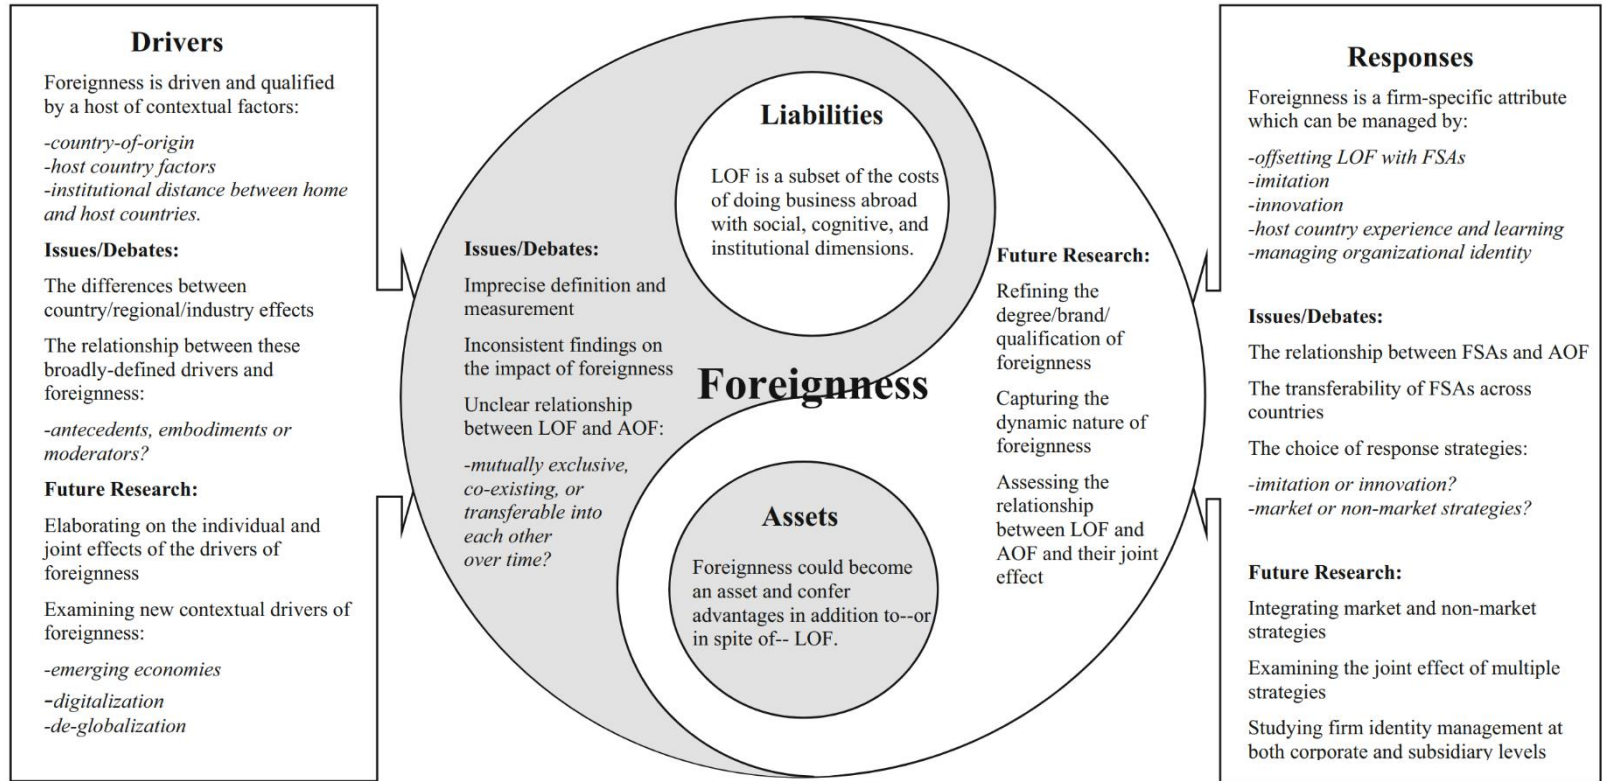 Drivers
Foreignness is driven and qualified
by a host of contextual factors:
-country-of-origin
-host country factors
-institutional distance between home
and host countries.
Issues/Debates:
The differences between
country/regional/industry effects
The relationship between these
broadly-defined drivers and
foreignness:
-antecedents, embodiments or
moderators?
Future Research:
Elaborating on the individual and
joint effects of the drivers of
foreignness
Examining new contextual drivers of
foreignness:
-emerging economies
-digitalization
-de-globalization
Issues/Debates:
Imprecise definition and
measurement
Inconsistent findings on
the impact of foreignness
Unclear relationship
between LOF and AOF:
-mutually exclusive,
co-existing, or
transferable into
each other
over time?
Liabilities
LOF is a subset of the costs
of doing business abroad
with social, cognitive, and
institutional dimensions.
Foreignness
Assets
Foreignness could become
an asset and confer
advantages in addition to--or
in spite of-- LOF.
Future Research:
Refining the
degree/brand/
qualification of
foreignness
Capturing the
dynamic nature of
foreignness
Assessing the
relationship
between LOF and
AOF and their joint
effect
Responses
Foreignness is a firm-specific attribute
which can be managed by:
-offsetting LOF with FSAs
-imitation
-innovation
-host country experience and learning
-managing organizational identity
Issues/Debates:
The relationship between FSAs and AOF
The transferability of FSAs across
countries
The choice of response strategies:
-imitation or innovation?
-market or non-market strategies?
Future Research:
Integrating market and non-market
strategies
Examining the joint effect of multiple
strategies
Studying firm identity management at
both corporate and subsidiary levels